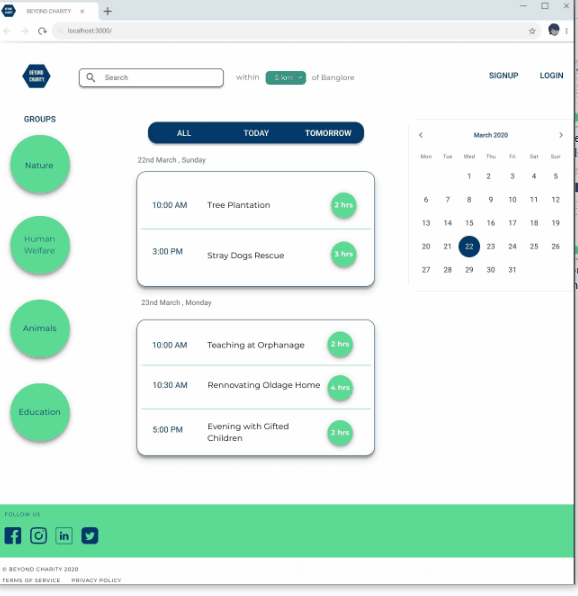 BEYOND CHARITY
localhost:3000/
BEYOND
CHARITY
Search
within 2 km of Banglore
SIGNUP LOGIN
GROUPS
Nature
Human
Welfare
Animals
Education
ALL TODAY TOMORROW
22nd March , Sunday
10:00 AM Tree Plantation 2 hrs
3:00 PM Stray Dogs Rescue 3 hrs
23nd March , Monday
10:00 AM Teaching at Orphanage 2 hrs
10:30 AM Rennovating Oldage Home 4 hrs
5:00 PM Evening with Gifted
Children 2 hrs
March 2020
Mon Tue Wed Thu Fri Sat Sun
1 2 3 4 5
6 7 8 9 10 11 12
13 14 15 16 17 18 19
20 21 22 23 24 25 26
27 28 29 30 31
FOLLOW US
© BEYOND CHARITY 2020
TERMS OF SERVICE PRIVACY POLICY